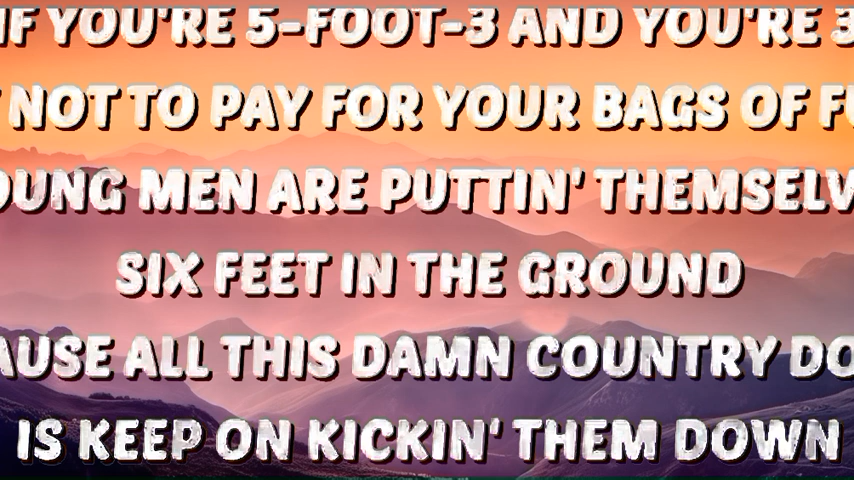 IF YOU'RE 5-FOOT-3 AND YOU'RE 3
NOT TO PAY FOR YOUR BAGS OF FU
OUNG MEN ARE PUTTIN' THEMSELV
SIX FEET IN THE GROUND
AUSE ALL THIS DAMN COUNTRY DO
IS KEEP ON KICKIN' THEM DOWN